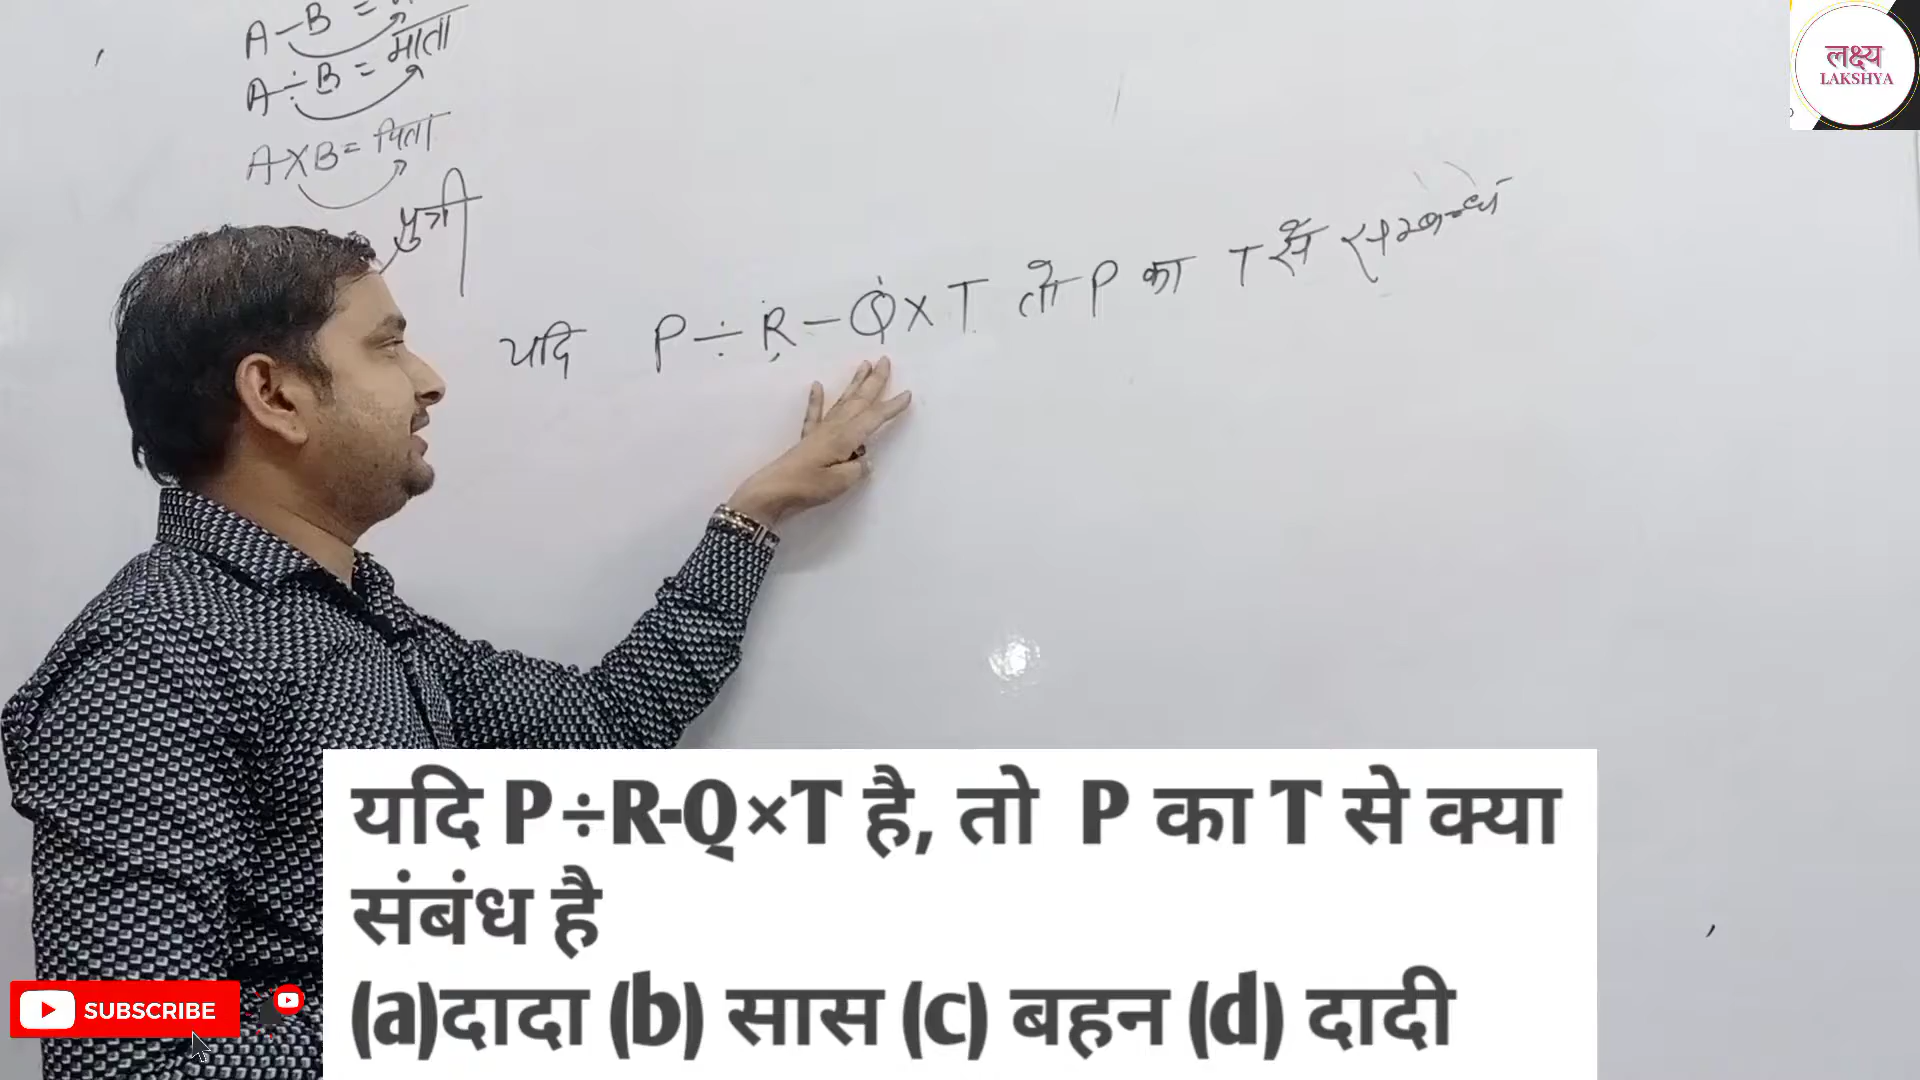 A-B =
A÷B = माता
A×B = पिता
पुत्री
यदि P÷R-Q×T तो P का T से सम्बन्ध
लक्ष्य
LAKSHYA
यदि P÷R-Q×T है, तो P का T से क्या
संबंध है
(a)दादा (b) सास (c) बहन (d) दादी
SUBSCRIBE